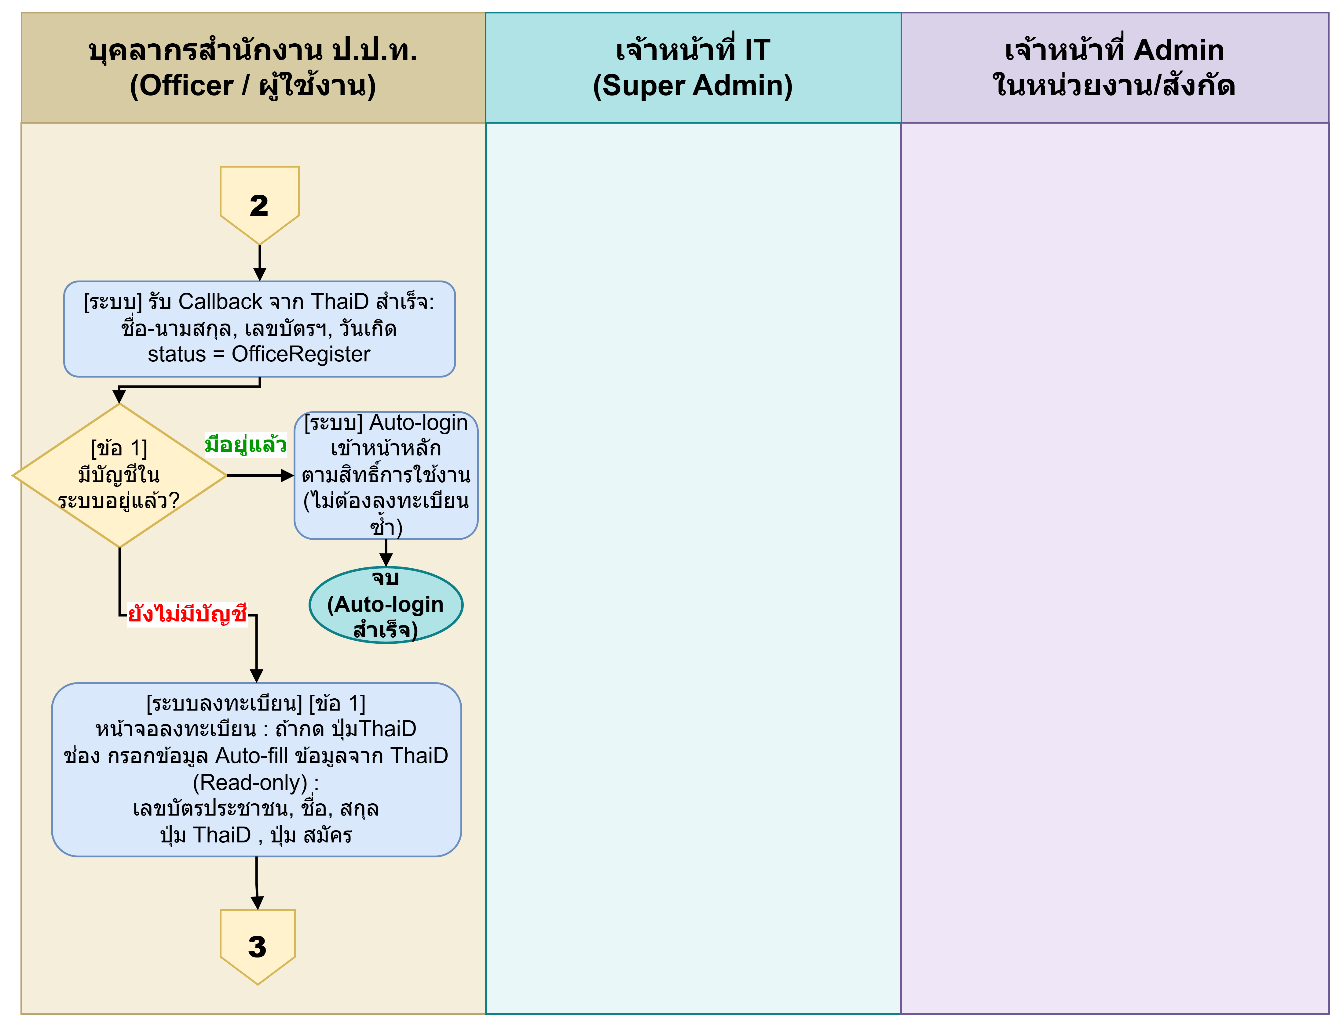 บุคลากรสำนักงาน ป.ป.ท.
(Officer / ผู้ใช้งาน)
เจ้าหน้าที่ IT
(Super Admin)
เจ้าหน้าที่ Admin
ในหน่วยงาน/สังกัด
2
[ระบบ] รับ Callback จาก ThaiD สำเร็จ:
ชื่อ-นามสกุล, เลขบัตรฯ, วันเกิด
status = OfficeRegister
[ข้อ 1]
มีบัญชีใน
ระบบอยู่แล้ว?
มีอยู่แล้ว
[ระบบ] Auto-login
เข้าหน้าหลัก
ตามสิทธิ์การใช้งาน
(ไม่ต้องลงทะเบียน
ซ้ำ)
จบ
(Auto-login
สำเร็จ)
ยังไม่มีบัญชี
[ระบบลงทะเบียน] [ข้อ 1]
หน้าจอลงทะเบียน : ถ้ากด ปุ่มThaiD
ช่อง กรอกข้อมูล Auto-fill ข้อมูลจาก ThaiD
(Read-only) :
เลขบัตรประชาชน, ชื่อ, สกุล
ปุ่ม ThaiD , ปุ่ม สมัคร
3